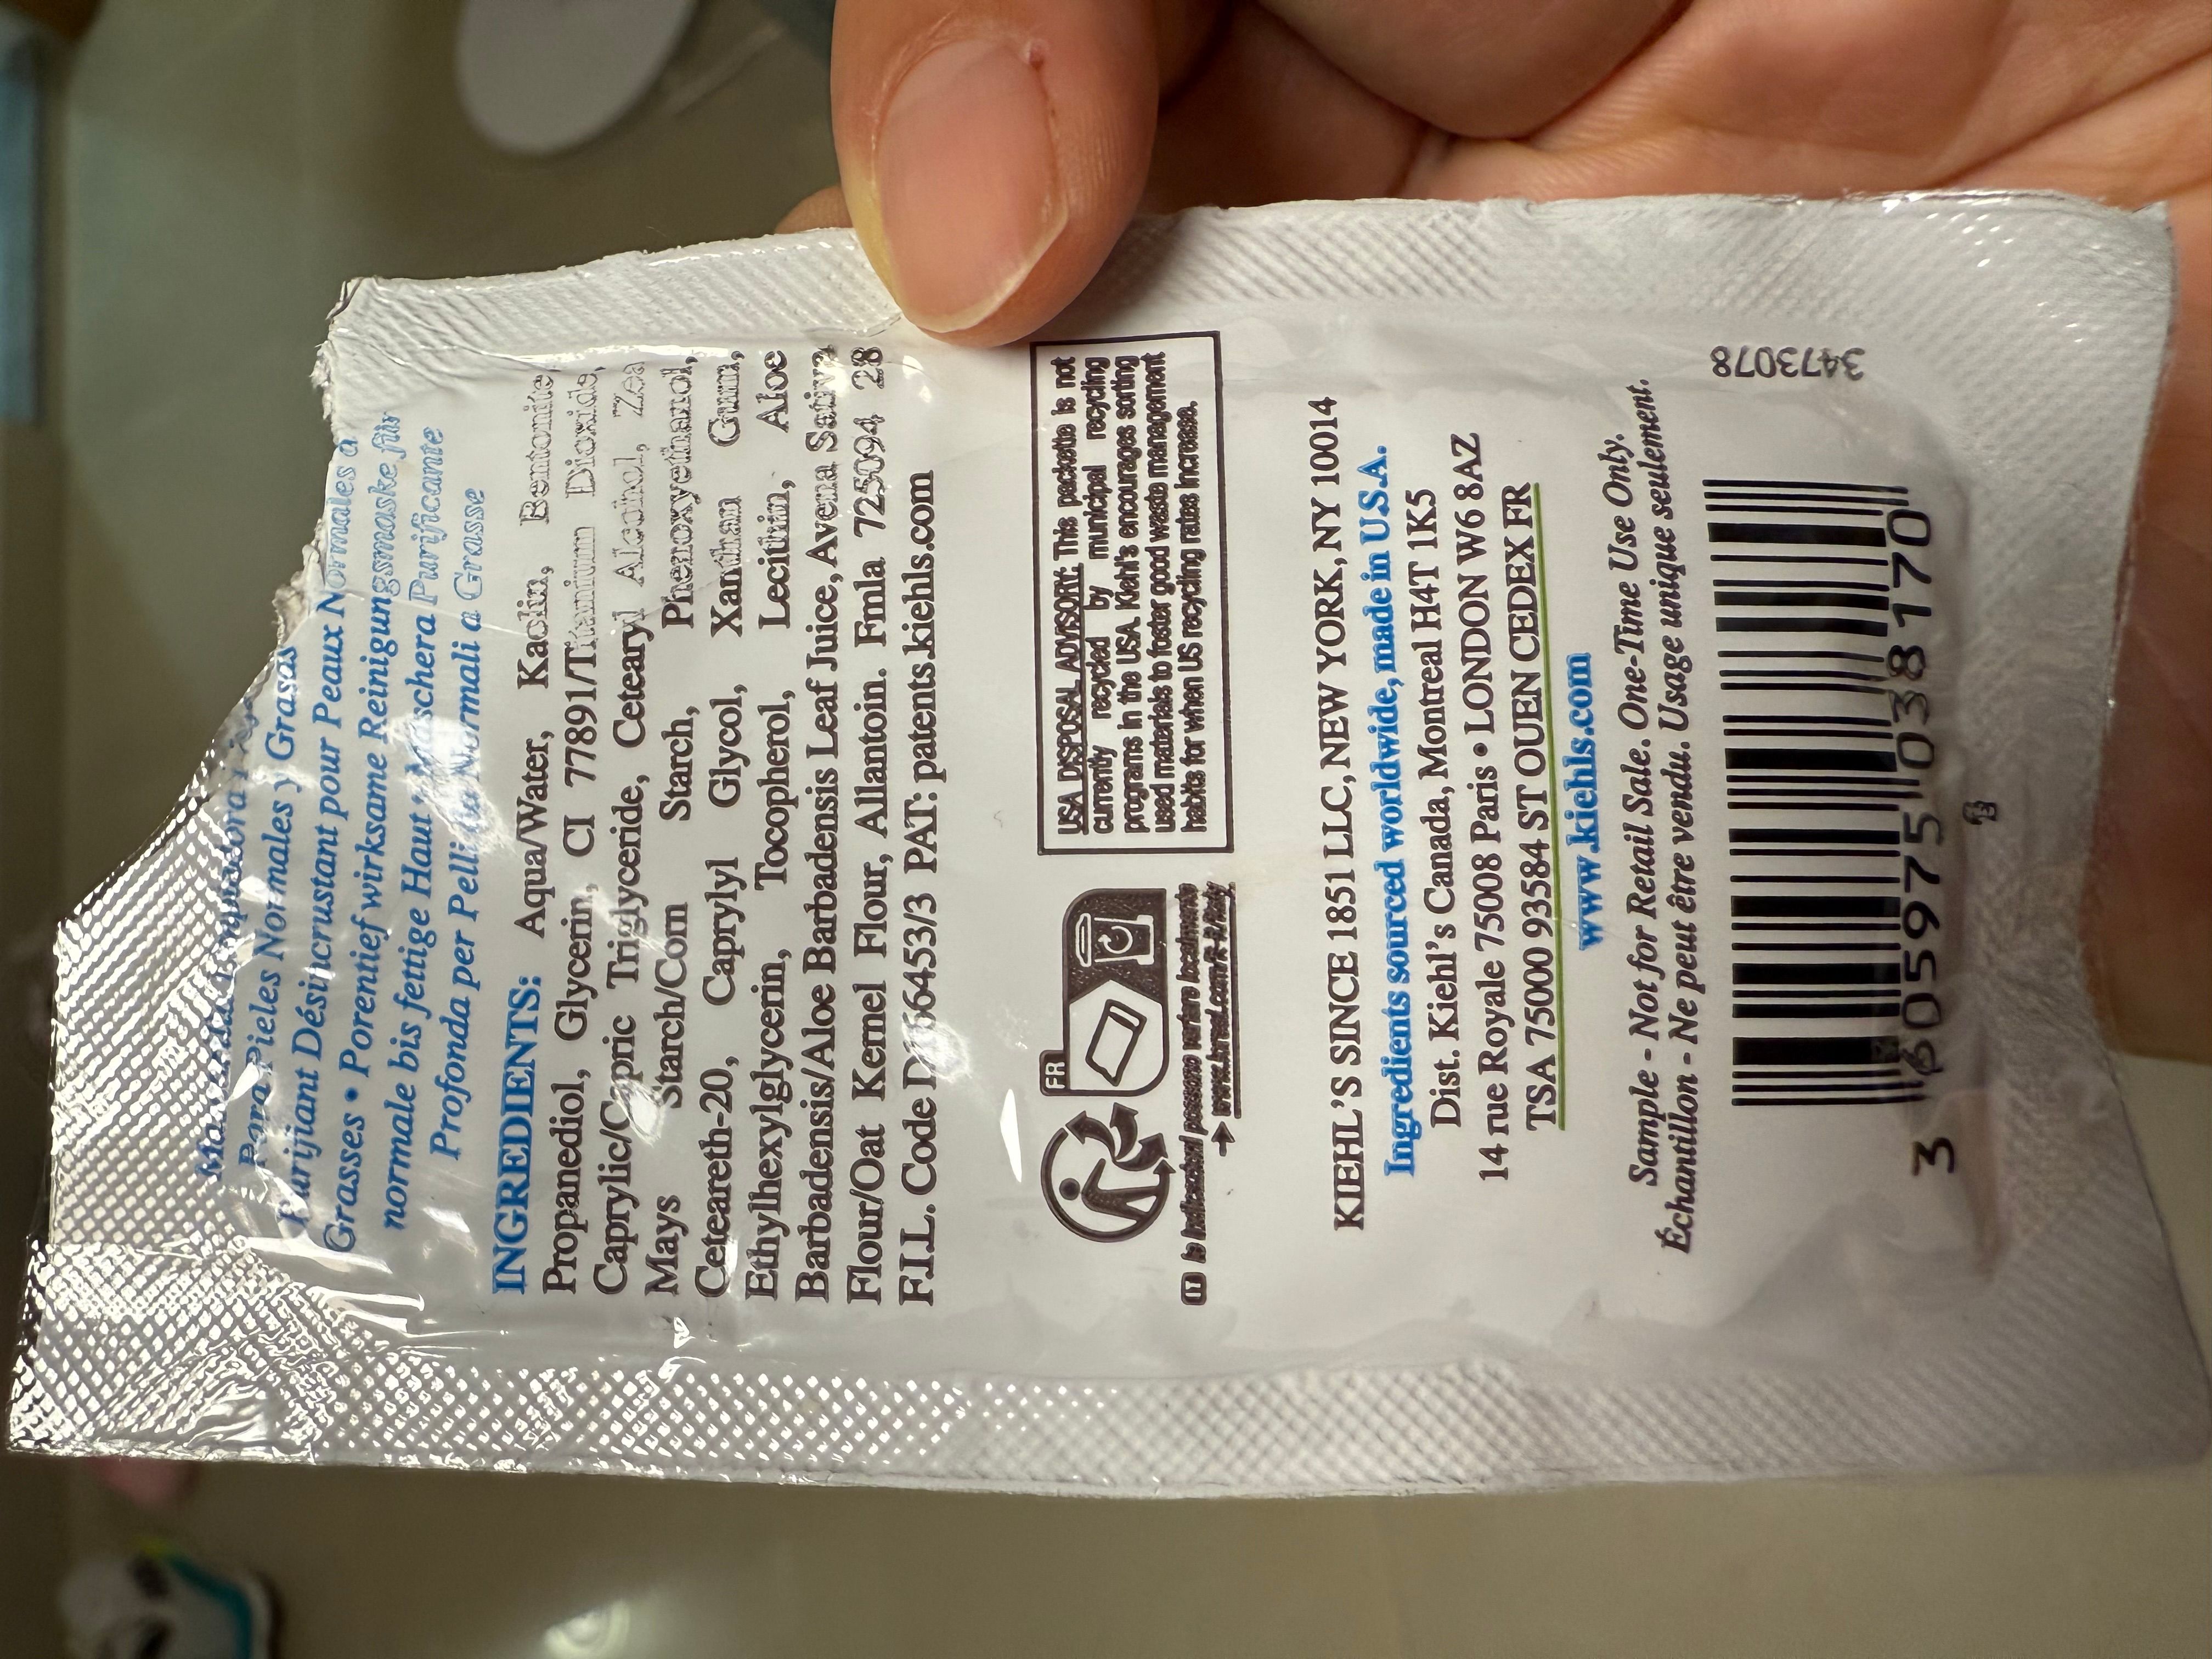 Para Pieles Normales y Grasas
Purifiant Désincrustant pour Peaux Normales à
Grasses • Porentief wirksame Reinigungsmaske für
normale bis fettige Haut • Maschera Purificante
Profonda per Pelli da Normali a Grasse
INGREDIENTS: Aqua/Water, Kaolin, Bentonite,
Propanediol, Glycerin, CI 77891/Titanium Dioxide,
Caprylic/Capric Triglyceride, Cetearyl Alcohol, Zea
Mays Starch/Corn Starch, Phenoxyethanol,
Ceteareth-20, Caprylyl Glycol, Xanthan Gum,
Ethylhexylglycerin, Tocopherol, Lecithin, Aloe
Barbadensis/Aloe Barbadensis Leaf Juice, Avena Sativa
Flour/Oat Kernel Flour, Allantoin. Fmla 725094 28
F.I.L. Code D166453/3 PAT: patents.kiehls.com
FR
USA DISPOSAL ADVISORY: This packette is not
currently recycled by municipal recycling
programs in the USA. Kiehl's encourages sorting
used materials to foster good waste management
habits for when US recycling rates increase.
IT le indicazioni possono variare localmente
KIEHL'S SINCE 1851 LLC, NEW YORK, NY 10014
Ingredients sourced worldwide, made in U.S.A.
Dist. Kiehl's Canada, Montreal H4T 1K5
14 rue Royale 75008 Paris • LONDON W6 8AZ
TSA 75000 93584 ST OUEN CEDEX FR
www.kiehls.com
Sample - Not for Retail Sale. One-Time Use Only.
Échantillon - Ne peut être vendu. Usage unique seulement.
3473078
3 605975 038170